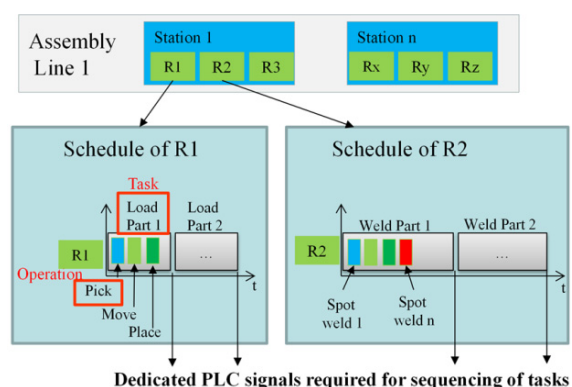 Assembly
Line 1
Station 1
R1 R2 R3
Station n
Rx Ry Rz
Schedule of R1
Task
Load
Part 1
Load
Part 2
R1
...
t
Operation
Pick
Move
Place
Schedule of R2
Weld Part 1
Weld Part 2
R2
...
t
Spot
weld 1
Spot
weld n
Dedicated PLC signals required for sequencing of tasks